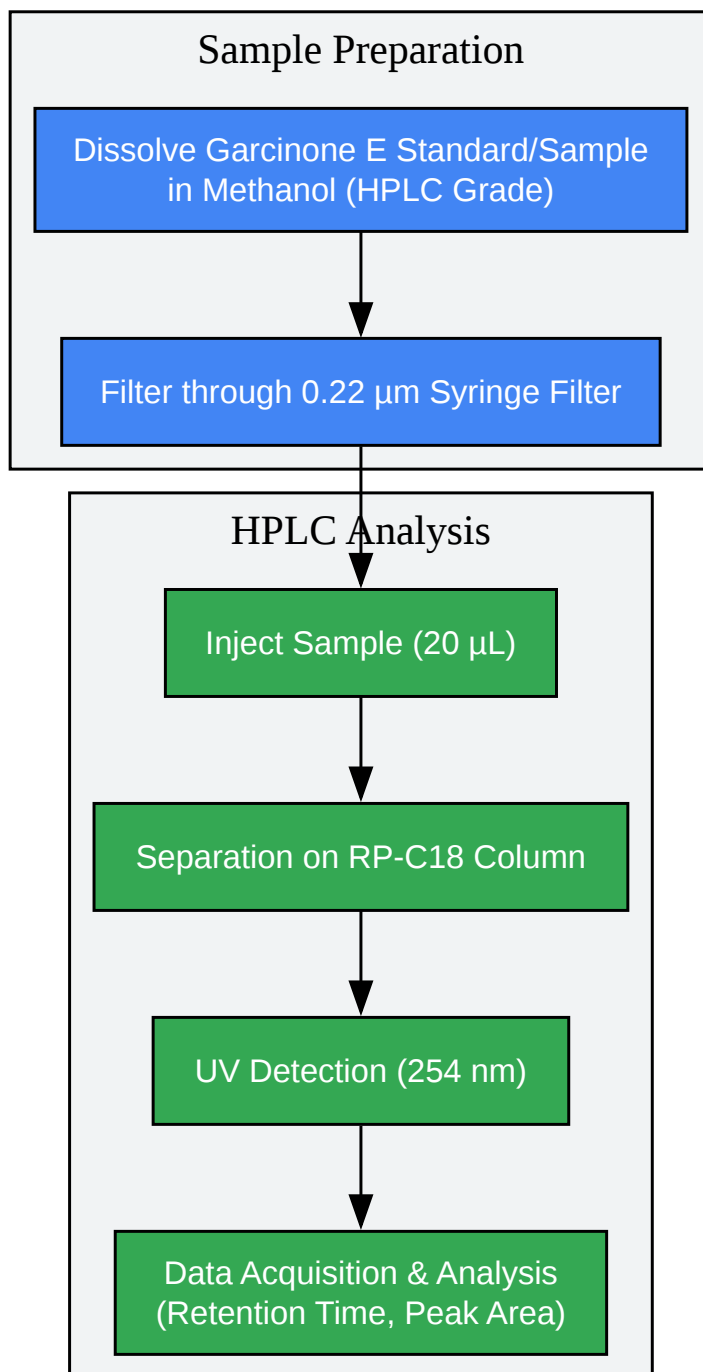 Sample Preparation
Dissolve Garcinone E Standard/Sample
in Methanol (HPLC Grade)
Filter through 0.22 µm Syringe Filter
HPLC Analysis
Inject Sample (20 µL)
Separation on RP-C18 Column
UV Detection (254 nm)
Data Acquisition & Analysis
(Retention Time, Peak Area)